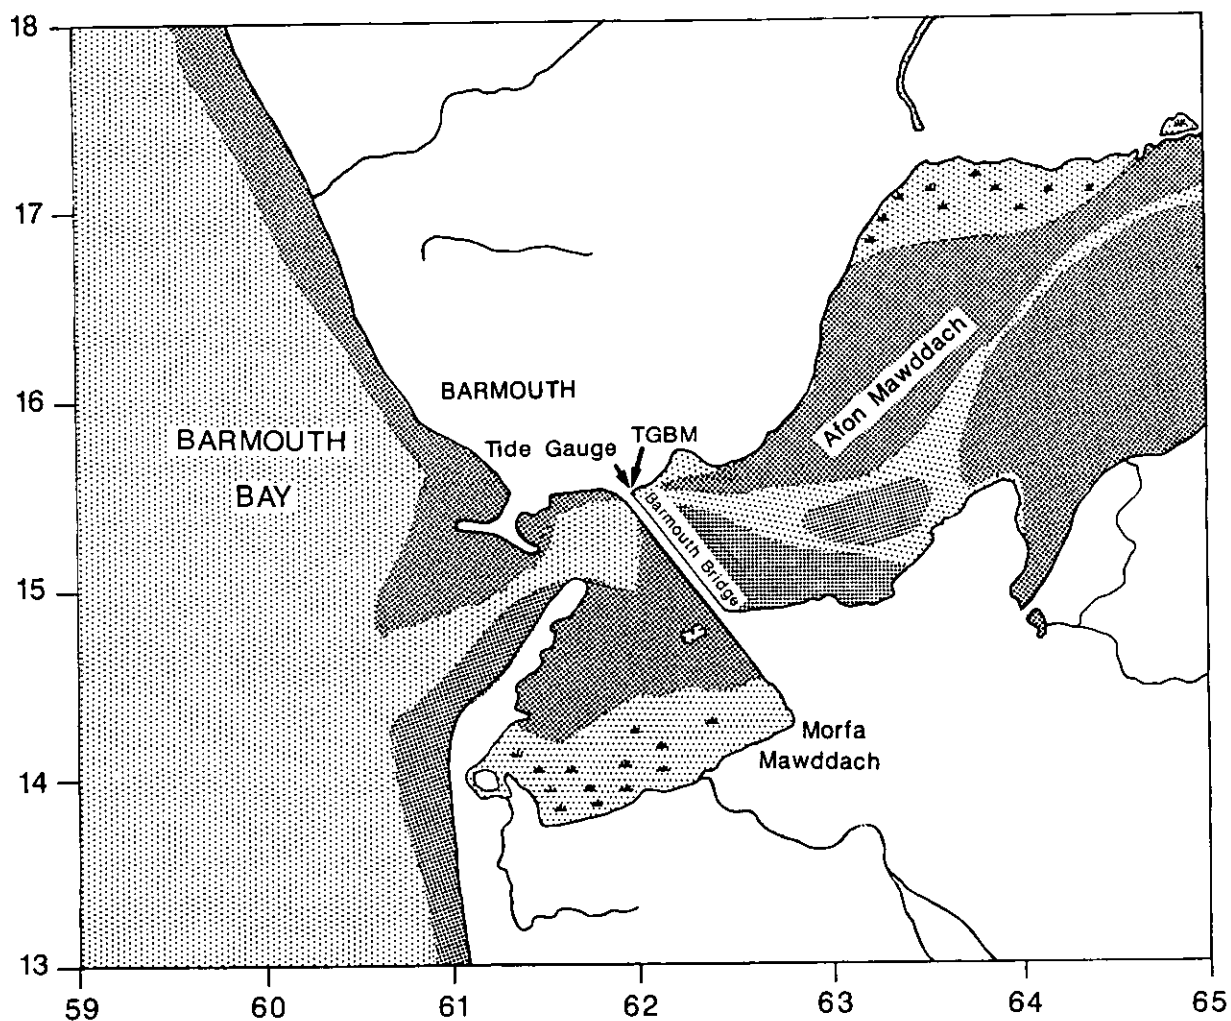 18
17
16
15
14
13
59
60
61
62
63
64
65
BARMOUTH
BARMOUTH
BAY
Tide Gauge
TGBM
Barmouth Bridge
Afon Mawddach
Morfa
Mawddach